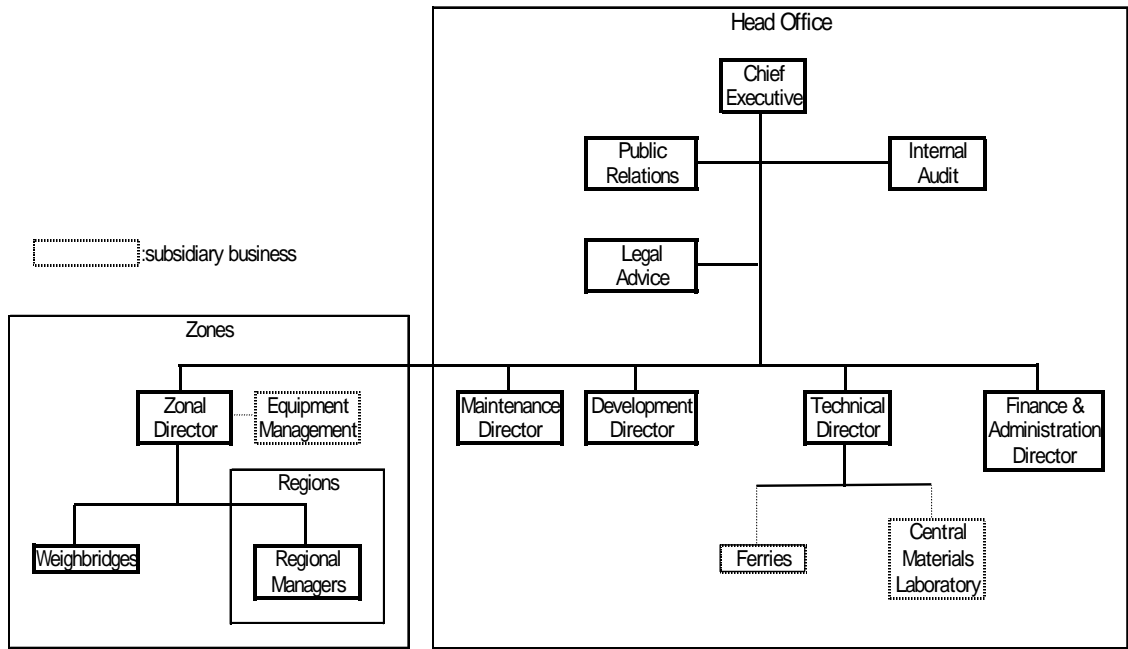 Head Office
Chief
Executive
Public
Relations
Internal
Audit
Legal
Advice
:subsidiary business
Zones
Zonal
Director
Equipment
Management
Maintenance
Director
Development
Director
Technical
Director
Finance &
Administration
Director
Regions
Weighbridges
Regional
Managers
Ferries
Central
Materials
Laboratory